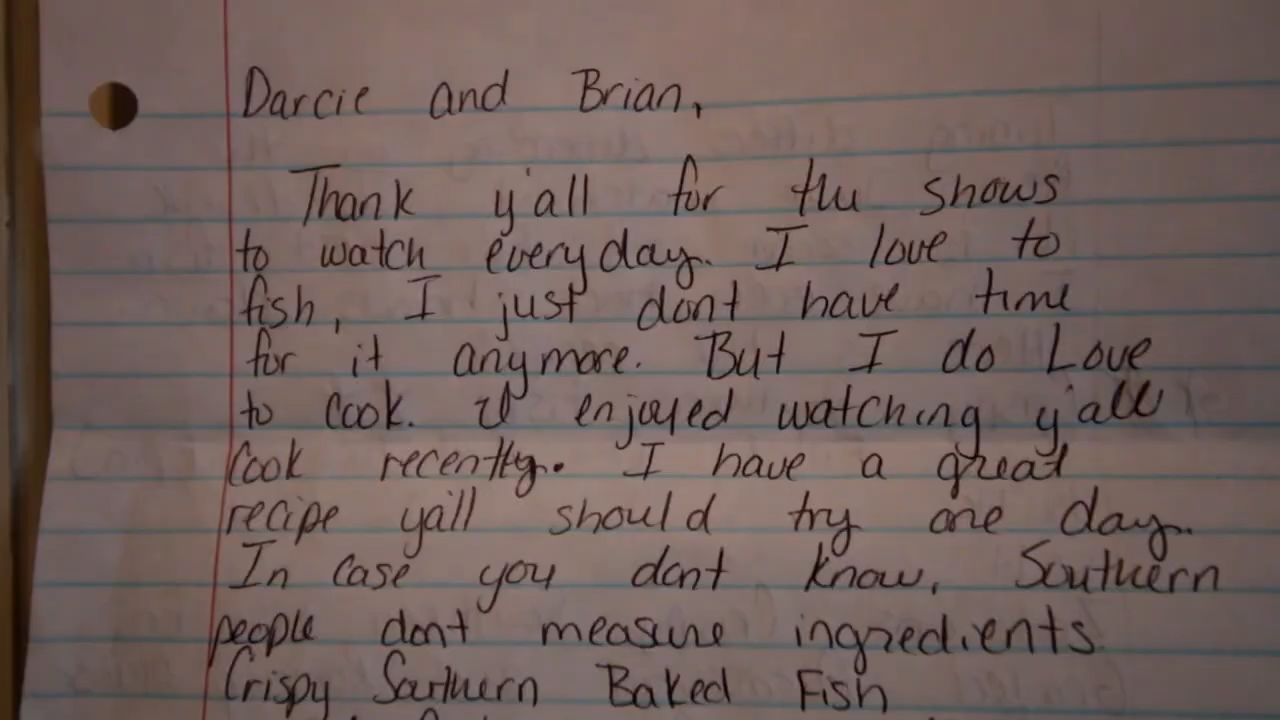 Darcie and Brian,
Thank y'all for the shows
to watch everyday. I love to
fish, I just dont have time
for it anymore. But I do Love
to cook. I enjoyed watching y'all
Cook recently. I have a great
recipe yall should try one day.
In case you dont know, Southern
people dont measure ingredients.
Crispy Southern Baked Fish